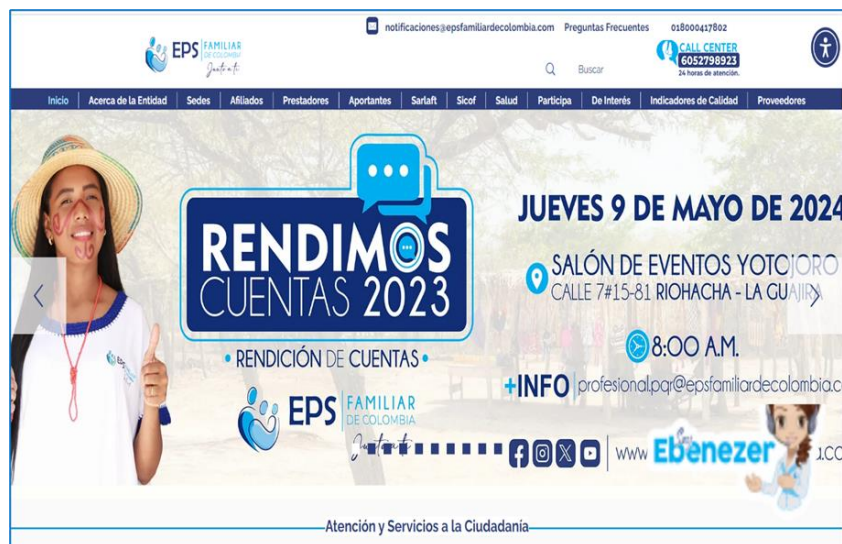 notificaciones@epsfamiliardecolombia.com Preguntas Frecuentes 018000417802
EPS FAMILIAR
DE COLOMBIA
Junto a ti
CALL CENTER
6052798923
24 horas de atención.
Buscar
Inicio Acerca de la Entidad Sedes Afiliados Prestadores Aportantes Sarlaft Sicof Salud Participa De Interés Indicadores de Calidad Proveedores
RENDIMOS
CUENTAS 2023
• RENDICIÓN DE CUENTAS •
EPS FAMILIAR
DE COLOMBIA
Junto a ti
JUEVES 9 DE MAYO DE 2024
SALÓN DE EVENTOS YOTOJORO
CALLE 7#15-81 RIOHACHA - LA GUAJIRA
8:00 A.M.
+INFO profesional.pqr@epsfamiliardecolombia.c
www
Soy
Ebenezer
Atención y Servicios a la Ciudadanía